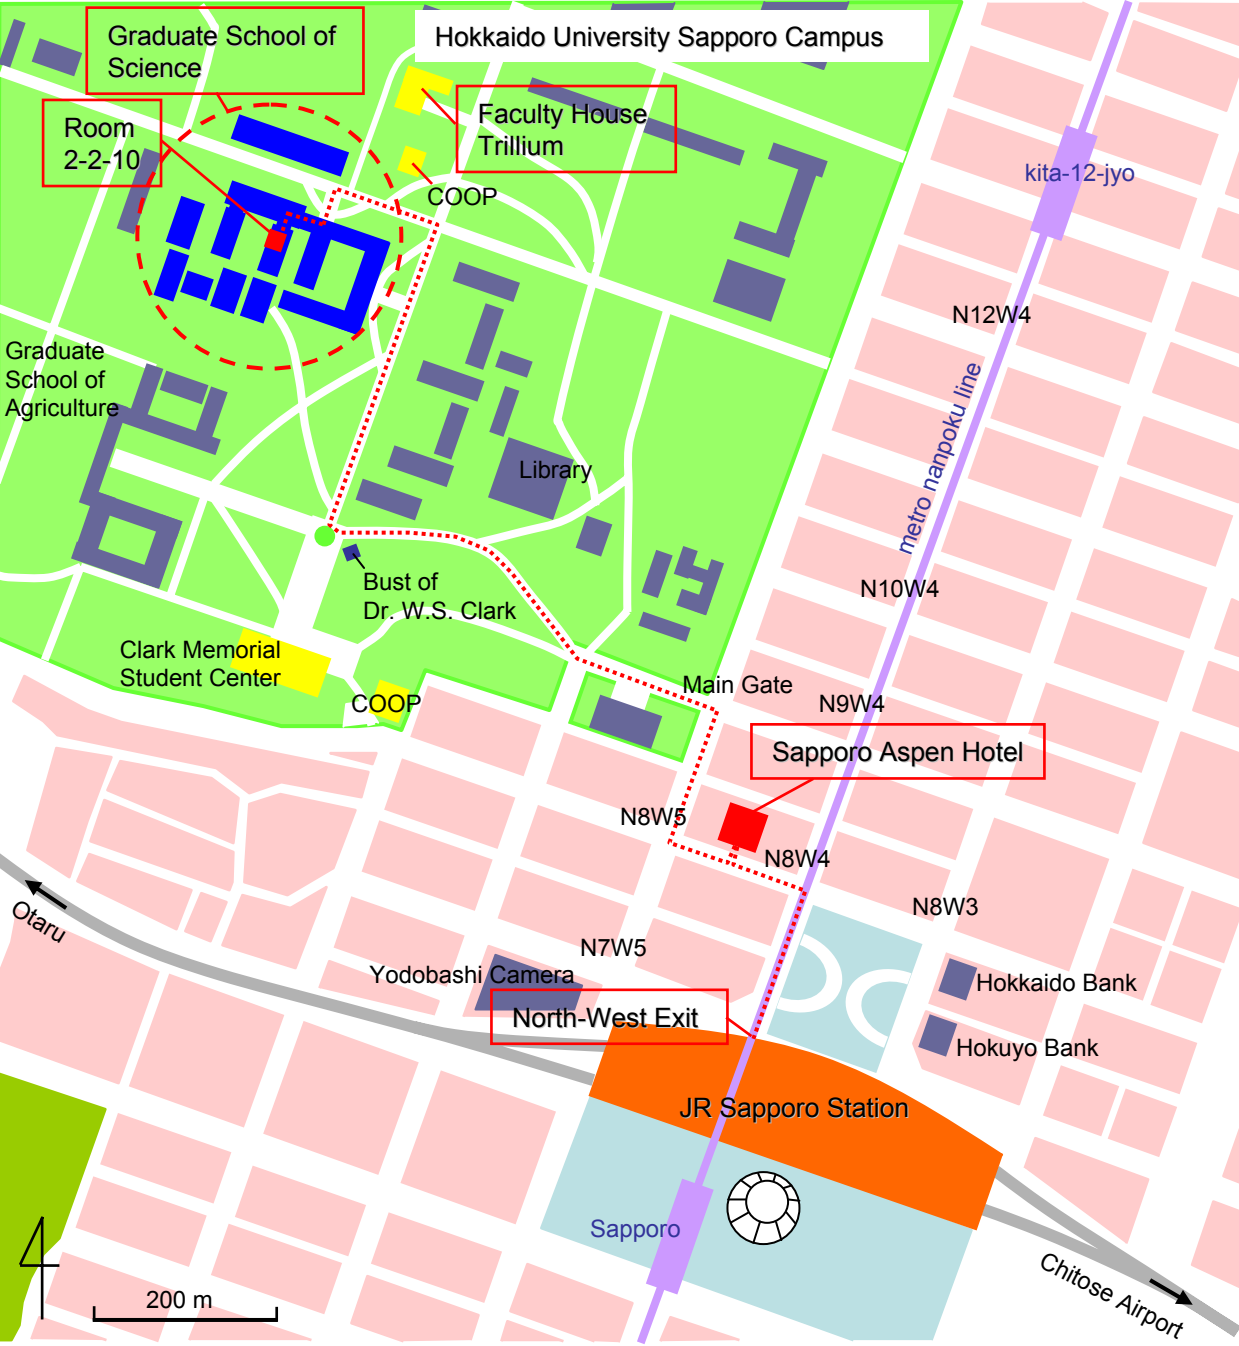 Graduate School of
Science
Hokkaido University Sapporo Campus
Room
2-2-10
Faculty House
Trillium
COOP
kita-12-jyo
N12W4
Graduate
School of
Agriculture
metro nanpoku line
Library
N10W4
Bust of
Dr. W.S. Clark
Clark Memorial
Student Center
COOP
Main Gate
N9W4
Sapporo Aspen Hotel
N8W5
N8W4
N8W3
Otaru
N7W5
Yodobashi Camera
Hokkaido Bank
North-West Exit
Hokuyo Bank
JR Sapporo Station
Sapporo
Chitose Airport
200 m